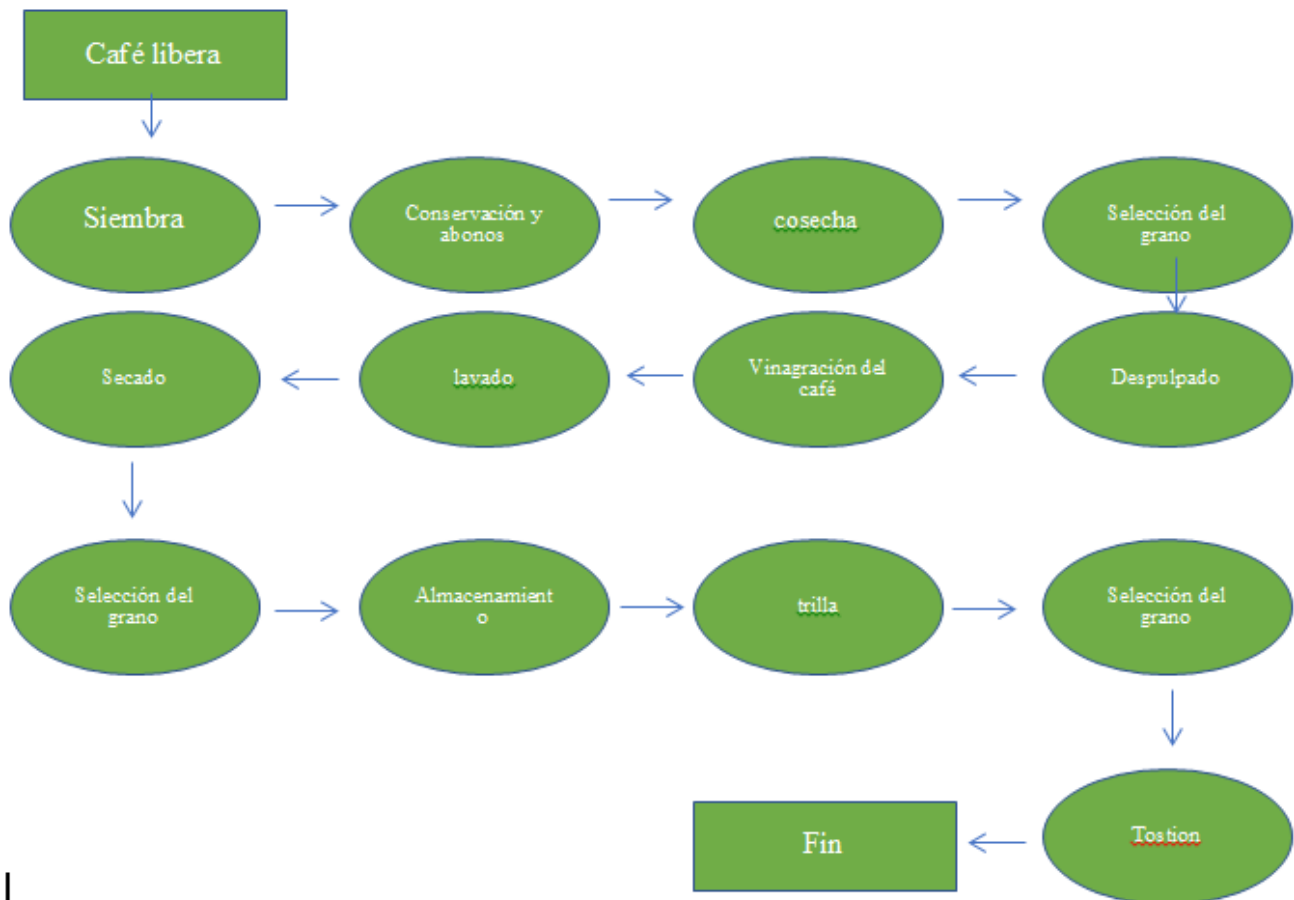 Café libera
Siembra
Conservación y
abonos
cosecha
Selección del
grano
Despulpado
Vinagración del
café
lavado
Secado
Selección del
grano
Almacenamient
o
trilla
Selección del
grano
Tostion
Fin